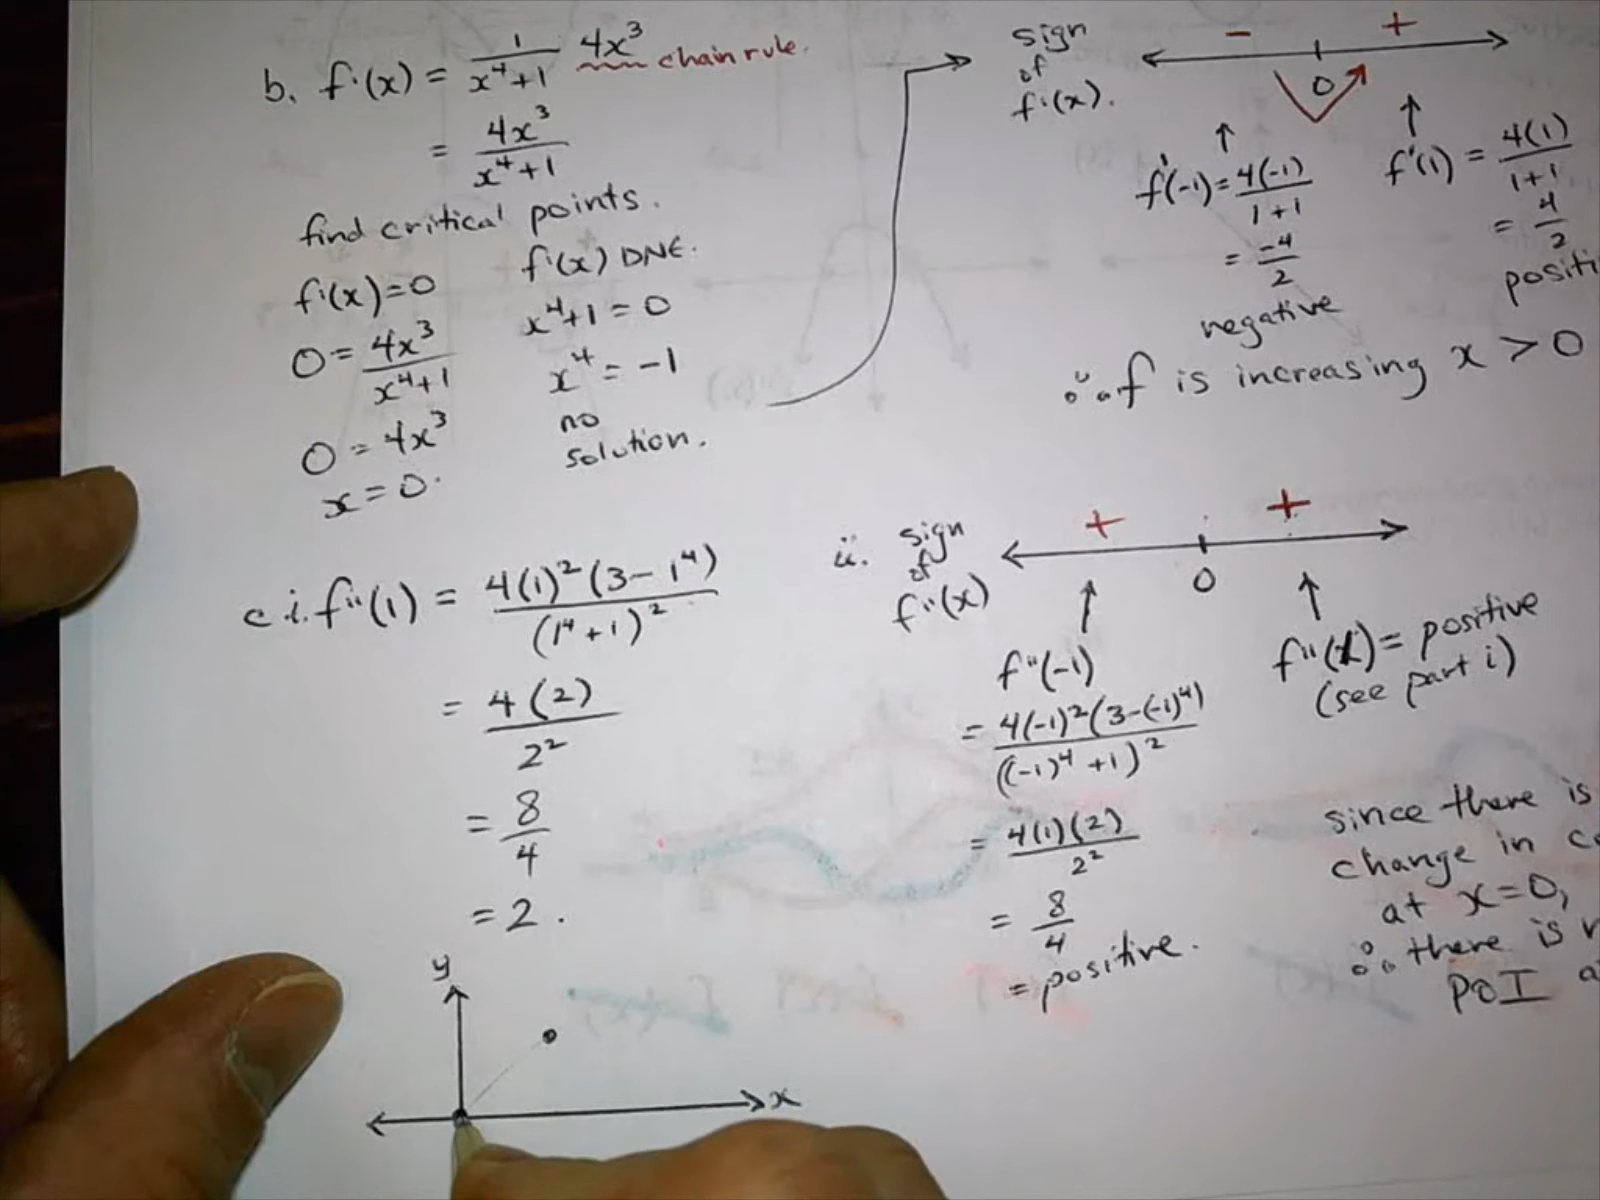 b. f'(x) = 1/(x⁴+1) 4x³ chain rule.
= 4x³/(x⁴+1)
find critical points.
f'(x)=0
0 = 4x³/(x⁴+1)
0 = 4x³
x = 0.
f'(x) DNE.
x⁴+1 = 0
x⁴ = -1
no
solution.
sign
of
f'(x).
- +
0
f'(-1) = 4(-1)/(1+1)
= -4/2
negative
f'(1) = 4(1)/(1+1)
= 4/2
positi
∴ f is increasing x > 0
c.i. f''(1) = 4(1)²(3-1⁴)/(1⁴+1)²
= 4(2)/2²
= 8/4
= 2.
y
x
ii. sign
of
f''(x)
+ +
0
f''(-1)
= 4(-1)²(3-(-1)⁴)/((-1)⁴+1)²
= 4(1)(2)/2²
= 8/4
= positive.
f''(1) = positive
(see part i)
since there is
change in
at x=0,
∴ there is
POI